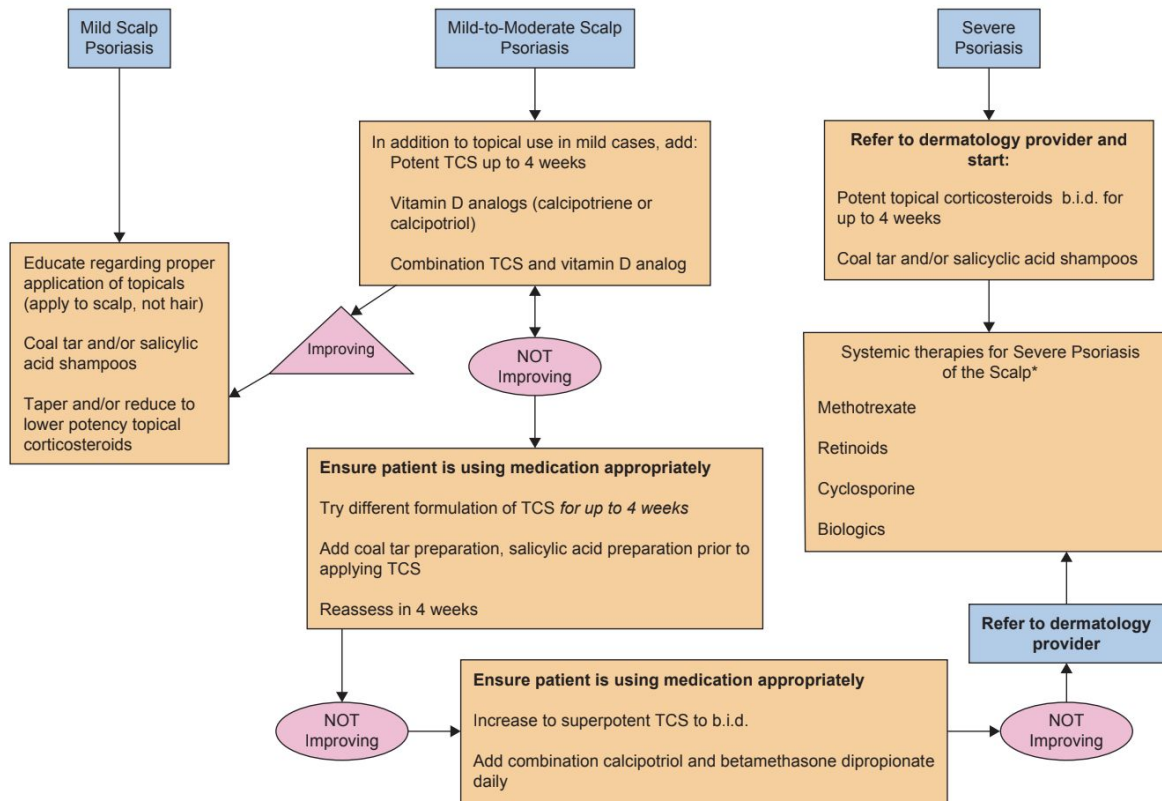 Mild Scalp
Psoriasis
Mild-to-Moderate Scalp
Psoriasis
Severe
Psoriasis
In addition to topical use in mild cases, add:
Potent TCS up to 4 weeks
Vitamin D analogs (calcipotriene or
calcipotriol)
Combination TCS and vitamin D analog
Refer to dermatology provider and
start:
Potent topical corticosteroids b.i.d. for
up to 4 weeks
Coal tar and/or salicyclic acid shampoos
Educate regarding proper
application of topicals
(apply to scalp, not hair)
Coal tar and/or salicylic
acid shampoos
Taper and/or reduce to
lower potency topical
corticosteroids
Improving
NOT
Improving
Systemic therapies for Severe Psoriasis
of the Scalp*
Methotrexate
Retinoids
Cyclosporine
Biologics
Ensure patient is using medication appropriately
Try different formulation of TCS for up to 4 weeks
Add coal tar preparation, salicylic acid preparation prior to
applying TCS
Reassess in 4 weeks
Refer to dermatology
provider
NOT
Improving
Ensure patient is using medication appropriately
Increase to superpotent TCS to b.i.d.
Add combination calcipotriol and betamethasone dipropionate
daily
NOT
Improving